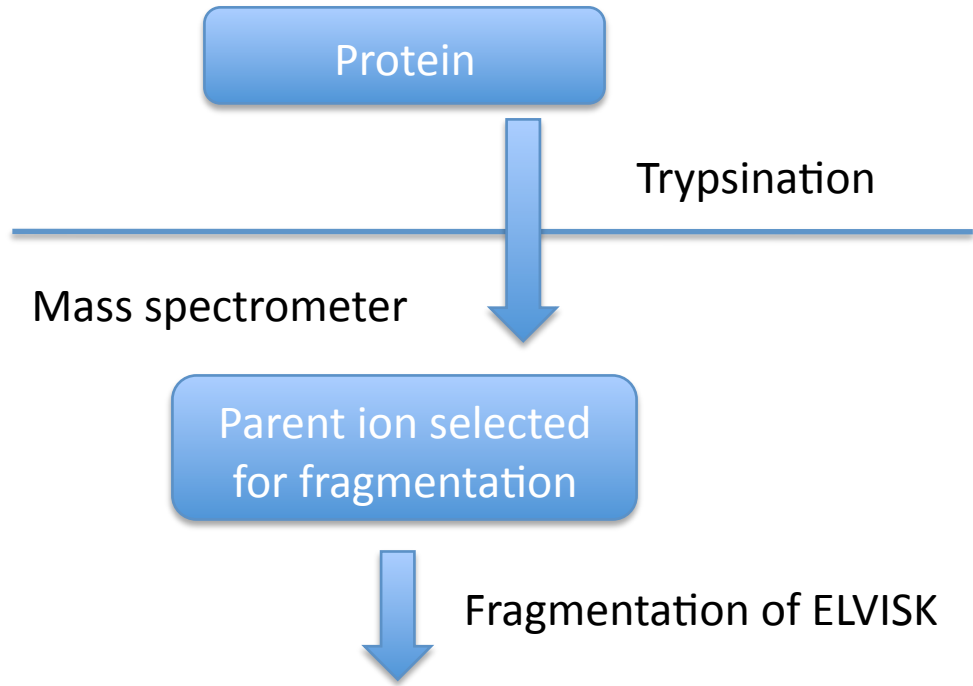 Protein
Trypsination
Mass spectrometer
Parent ion selected
for fragmentation
Fragmentation of ELVISK